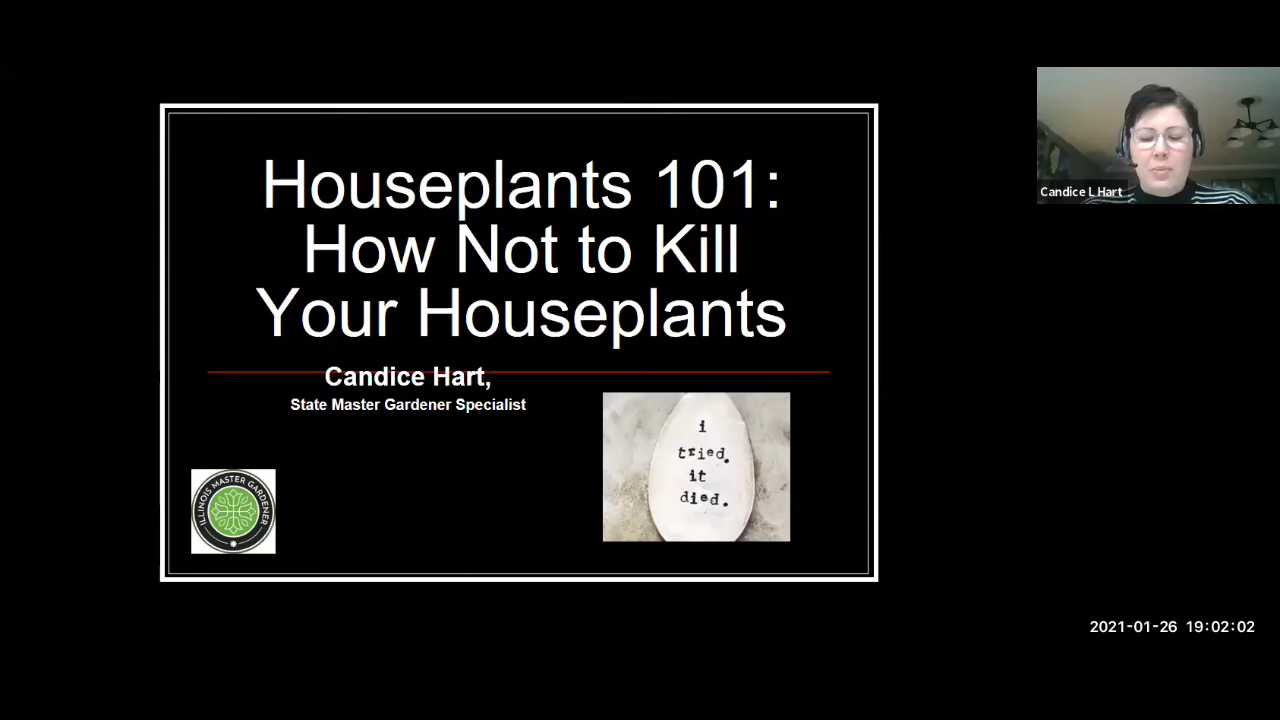 Houseplants 101:
How Not to Kill
Your Houseplants
Candice Hart,
State Master Gardener Specialist
i
tried.
it
died.
ILLINOIS MASTER GARDENER
Candice L Hart
2021-01-26 19:02:02